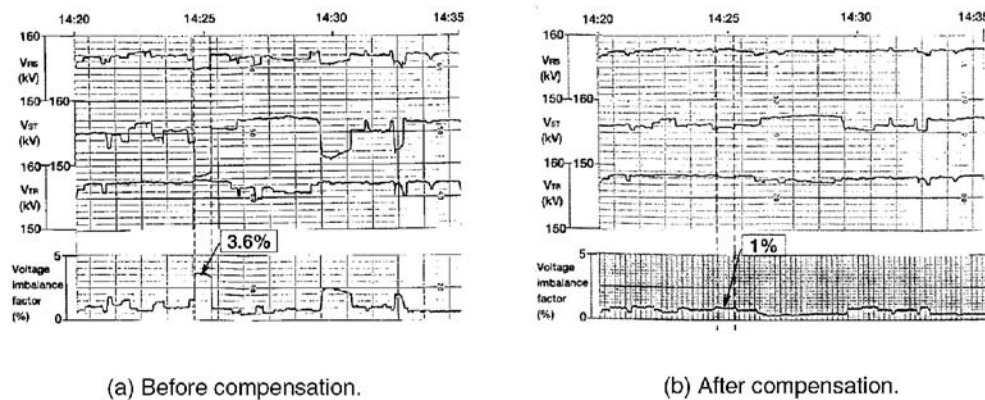 14:20 14:25 14:30 14:35
160
VRS
(kV)
150 160
VST
(kV)
160 150
VTR
(kV)
150
5
Voltage
imbalance
factor
(%)
0
3.6%
(a) Before compensation.
14:20 14:25 14:30 14:35
160
VRS
(kV)
150 160
VST
(kV)
160 150
VTR
(kV)
150
5
Voltage
imbalance
factor
(%)
0
1%
(b) After compensation.